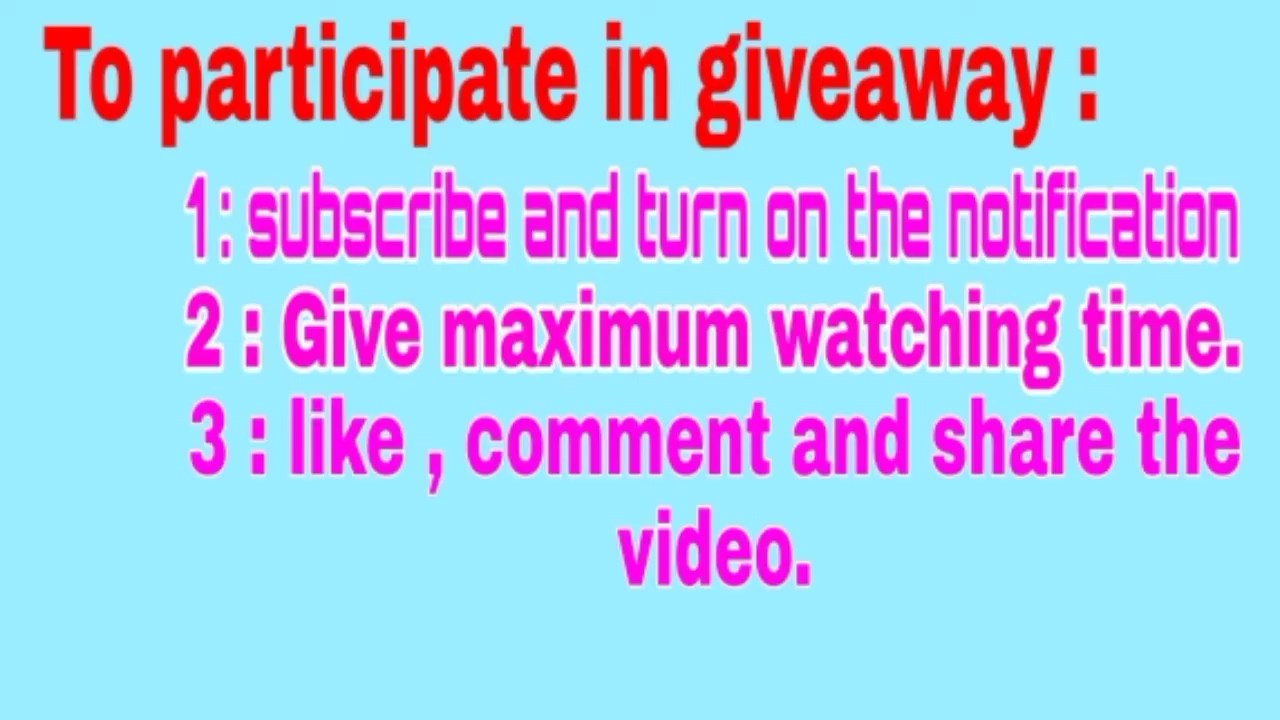 To participate in giveaway :
1 : subscribe and turn on the notification
2 : Give maximum watching time.
3 : like , comment and share the
video.